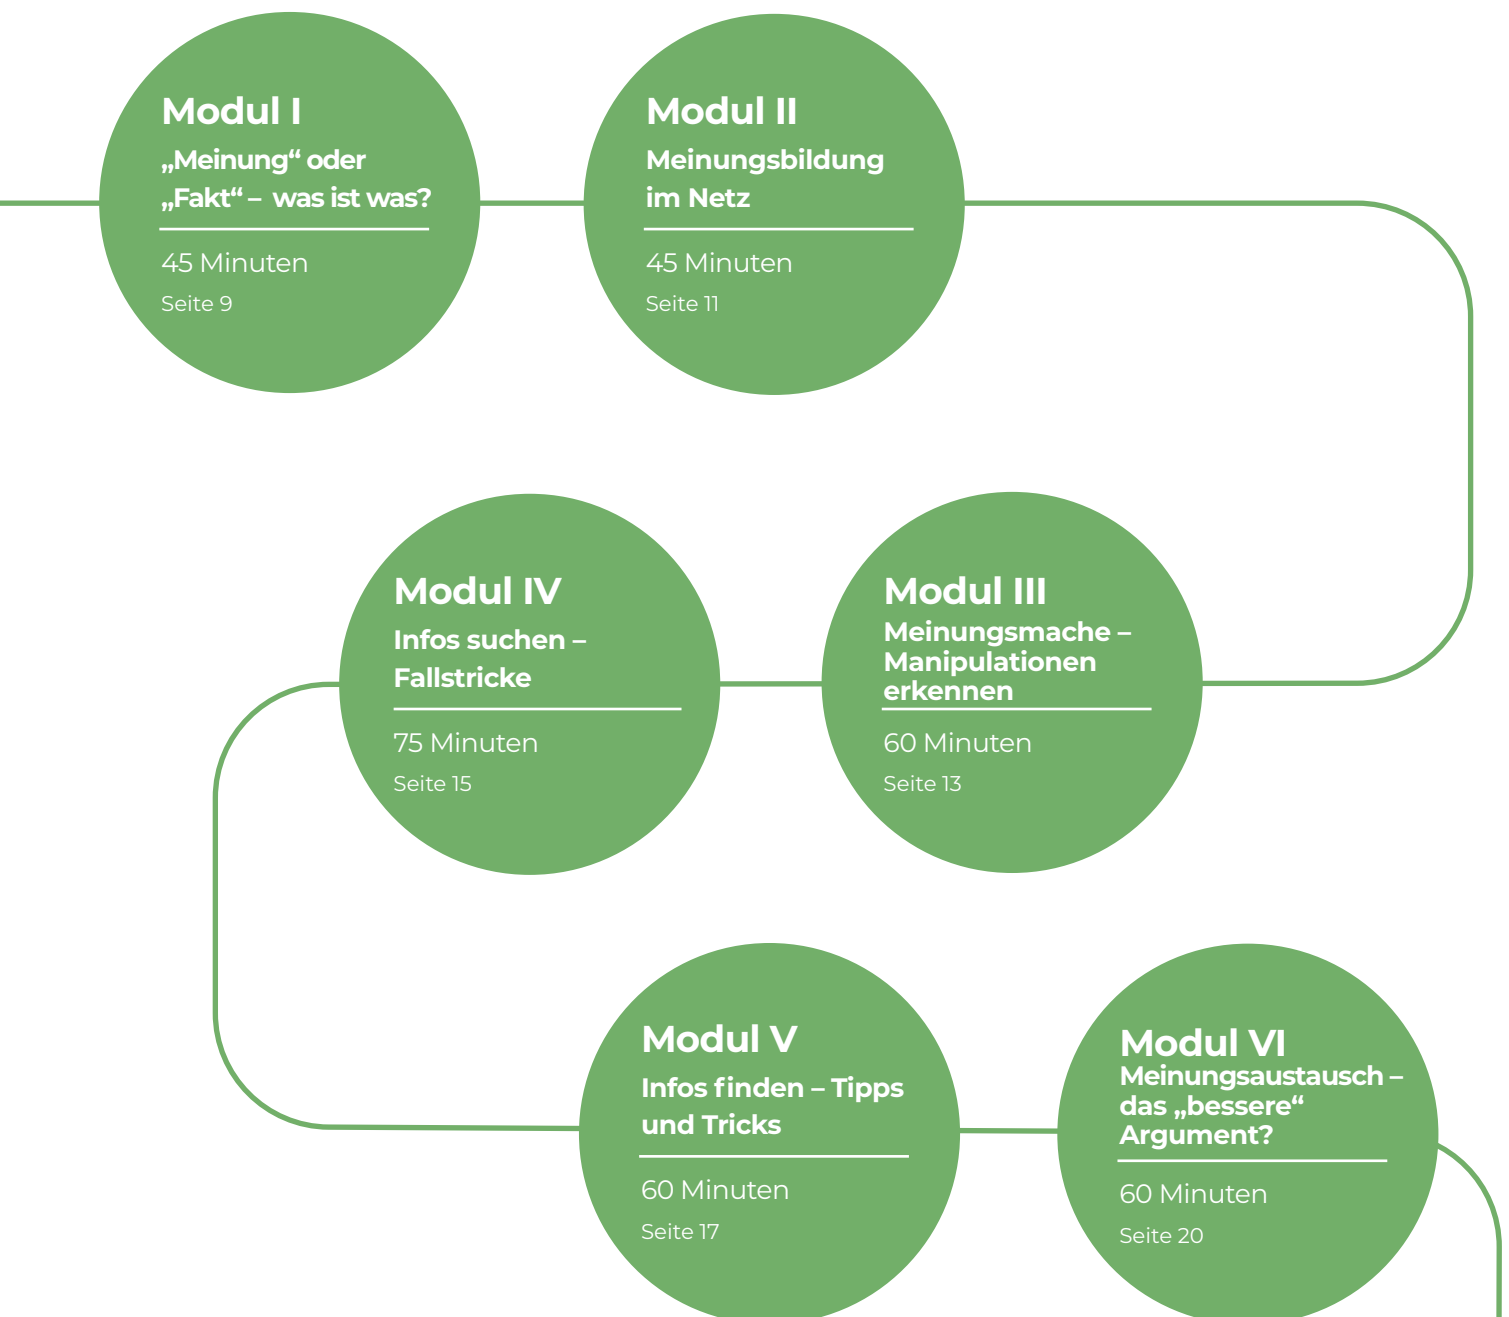 Modul I
„Meinung“ oder
„Fakt“ – was ist was?
45 Minuten
Seite 9
Modul II
Meinungsbildung
im Netz
45 Minuten
Seite 11
Modul III
Meinungsmache –
Manipulationen
erkennen
60 Minuten
Seite 13
Modul IV
Infos suchen –
Fallstricke
75 Minuten
Seite 15
Modul V
Infos finden – Tipps
und Tricks
60 Minuten
Seite 17
Modul VI
Meinungsaustausch –
das „bessere“
Argument?
60 Minuten
Seite 20